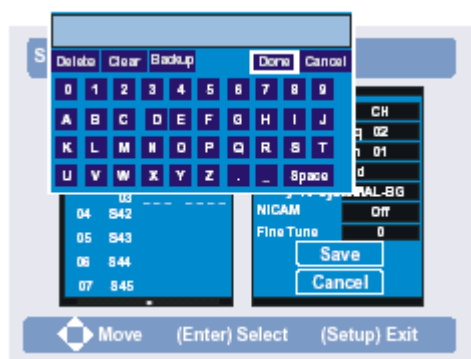 S
Delete Clear Backup Done Cancel
0 1 2 3 4 5 6 7 8 9
A B C D E F G H I J
K L M N O P Q R S T
U V W X Y Z . _ Space
CH
02
01
03
AL-BG
04 S42
NICAM Off
05 S43
Fine Tune 0
06 S44
Save
07 S45
Cancel
Move (Enter) Select (Setup) Exit